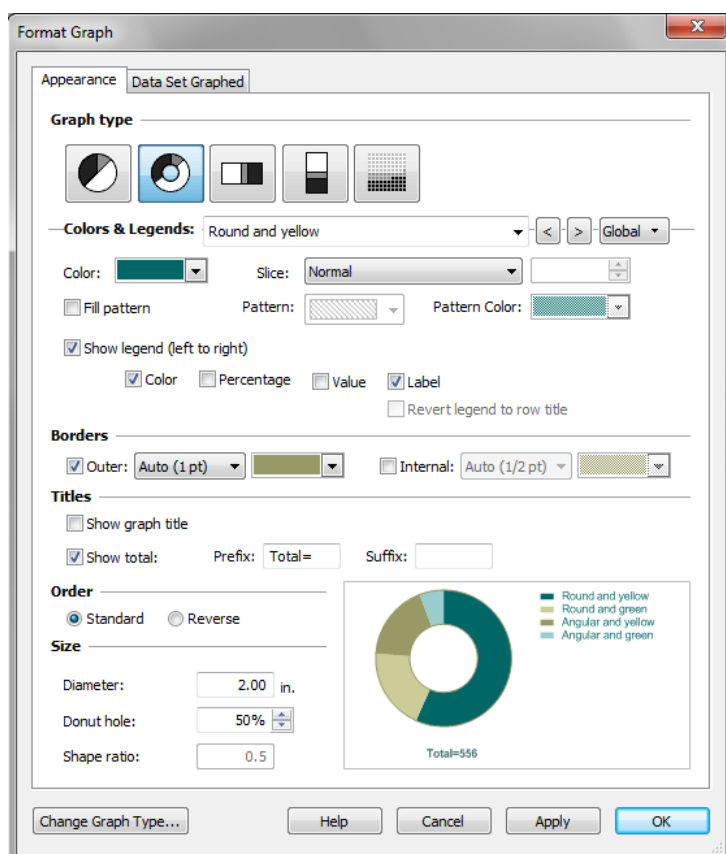 Format Graph
Appearance Data Set Graphed
Graph type
Colors & Legends: Round and yellow < > Global
Color: Slice: Normal
Fill pattern Pattern: Pattern Color:
Show legend (left to right)
Color Percentage Value Label
Revert legend to row title
Borders
Outer: Auto (1 pt) Internal: Auto (1/2 pt)
Titles
Show graph title
Show total: Prefix: Total= Suffix:
Order
Standard Reverse
Size
Diameter: 2.00 in.
Donut hole: 50%
Shape ratio: 0.5
Round and yellow
Round and green
Angular and yellow
Angular and green
Total=556
Change Graph Type... Help Cancel Apply OK